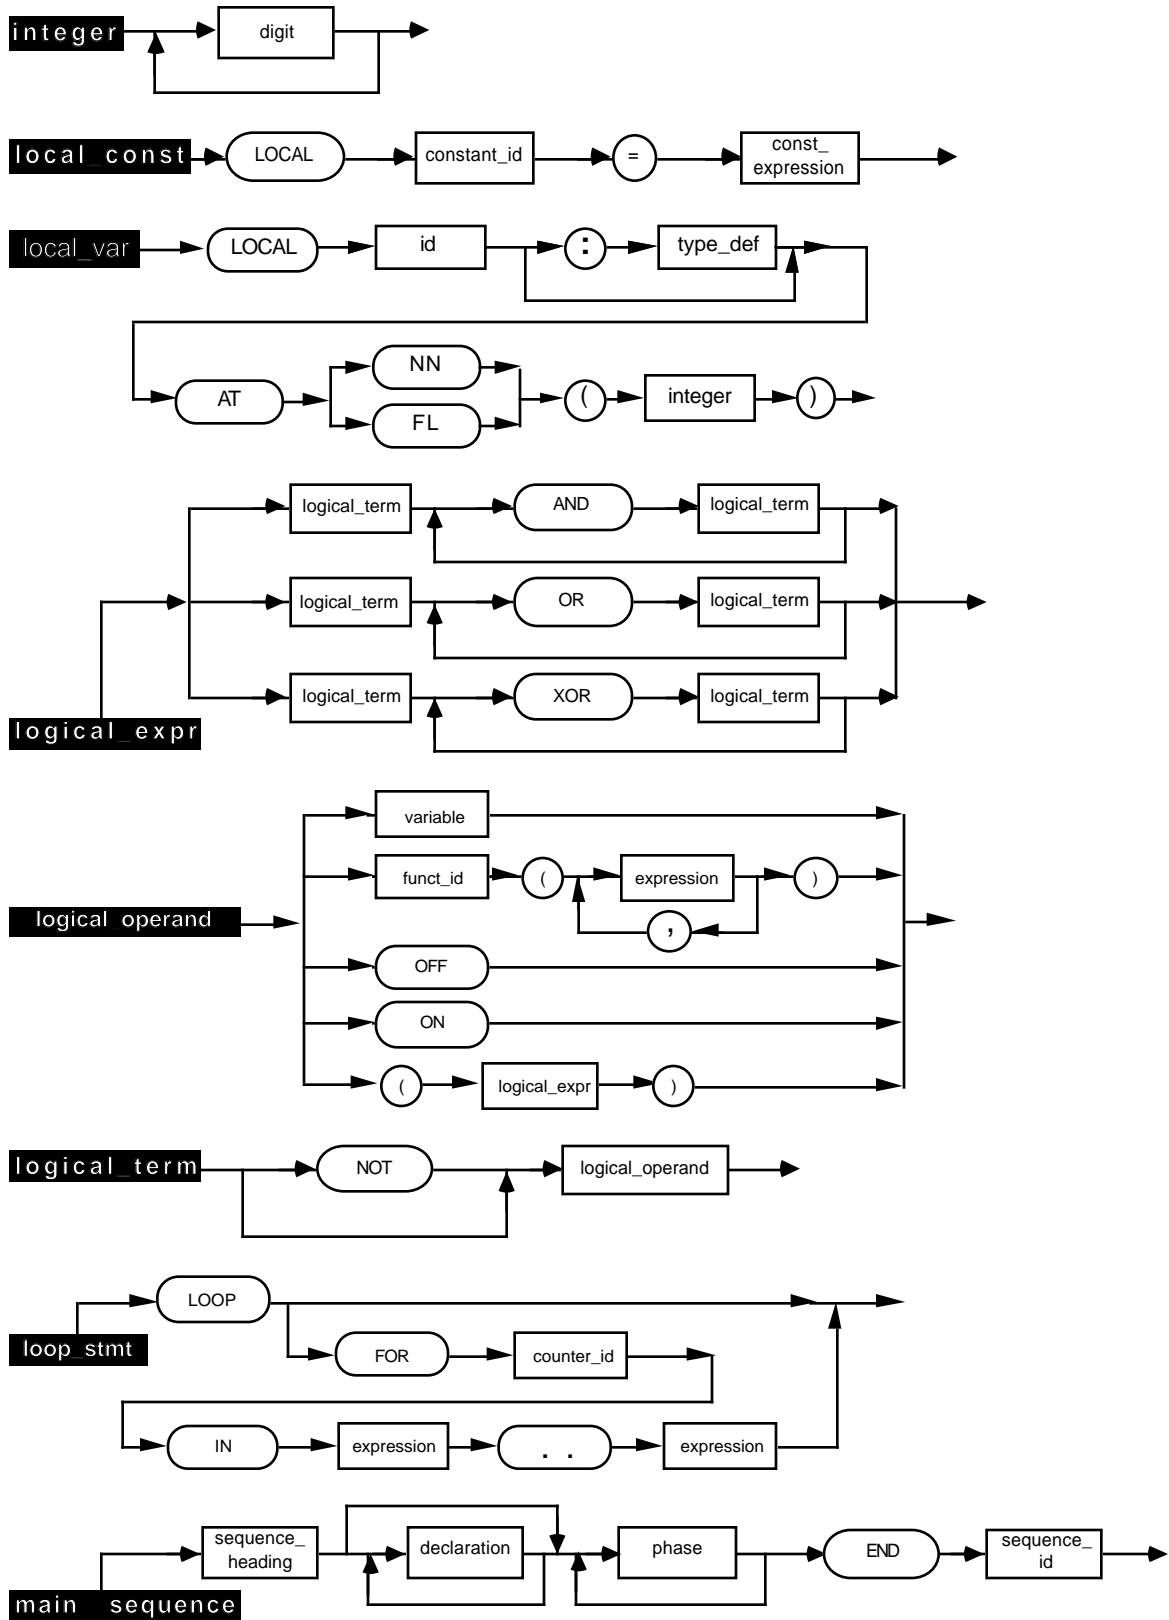 integer
digit
local_const
LOCAL
constant_id
=
const_
expression
local_var
LOCAL
id
:
type_def
AT
NN
FL
(
integer
)
logical_term
AND
logical_term
logical_term
OR
logical_term
logical_term
XOR
logical_term
logical_expr
variable
funct_id
(
expression
)
,
logical_operand
OFF
ON
(
logical_expr
)
logical_term
NOT
logical_operand
LOOP
loop_stmt
FOR
counter_id
IN
expression
. .
expression
sequence_
heading
declaration
phase
END
sequence_
id
main_sequence